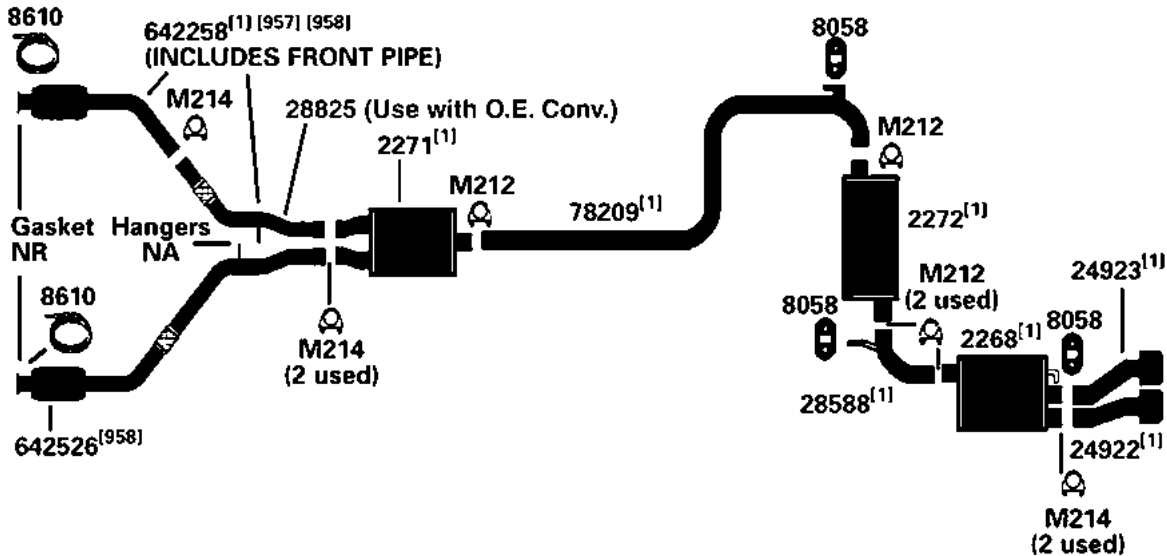 8610
642258[1] [957] [958]
(INCLUDES FRONT PIPE)
M214
28825 (Use with O.E. Conv.)
2271[1]
M212
8058
M212
Gasket
NR
Hangers
NA
78209[1]
2272[1]
8610
M214
(2 used)
8058
M212
(2 used)
24923[1]
8058
2268[1]
28588[1]
642526[958]
24922[1]
M214
(2 used)